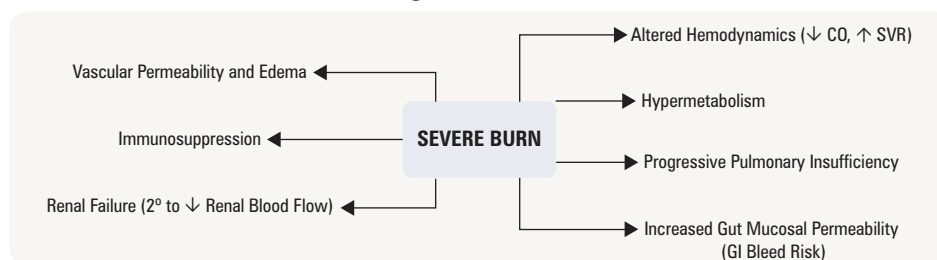 Altered Hemodynamics (↓ CO, ↑ SVR)
Vascular Permeability and Edema
Hypermetabolism
Immunosuppression
SEVERE BURN
Progressive Pulmonary Insufficiency
Renal Failure (2º to ↓ Renal Blood Flow)
Increased Gut Mucosal Permeability
(GI Bleed Risk)